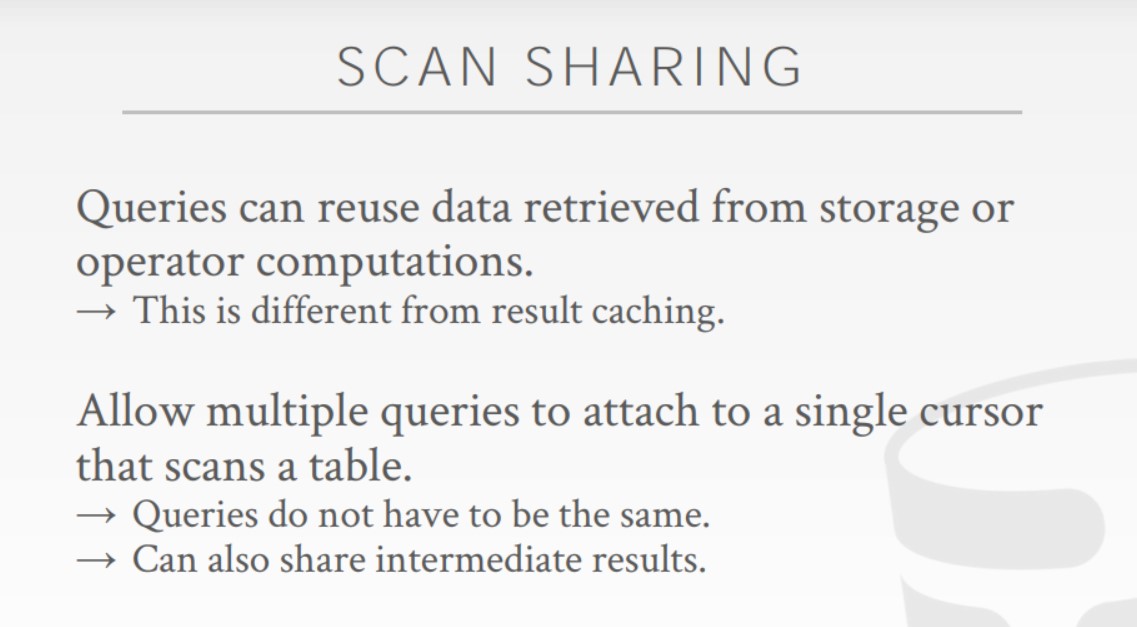 SCAN SHARING
Queries can reuse data retrieved from storage or
operator computations.
→ This is different from result caching.
Allow multiple queries to attach to a single cursor
that scans a table.
→ Queries do not have to be the same.
→ Can also share intermediate results.